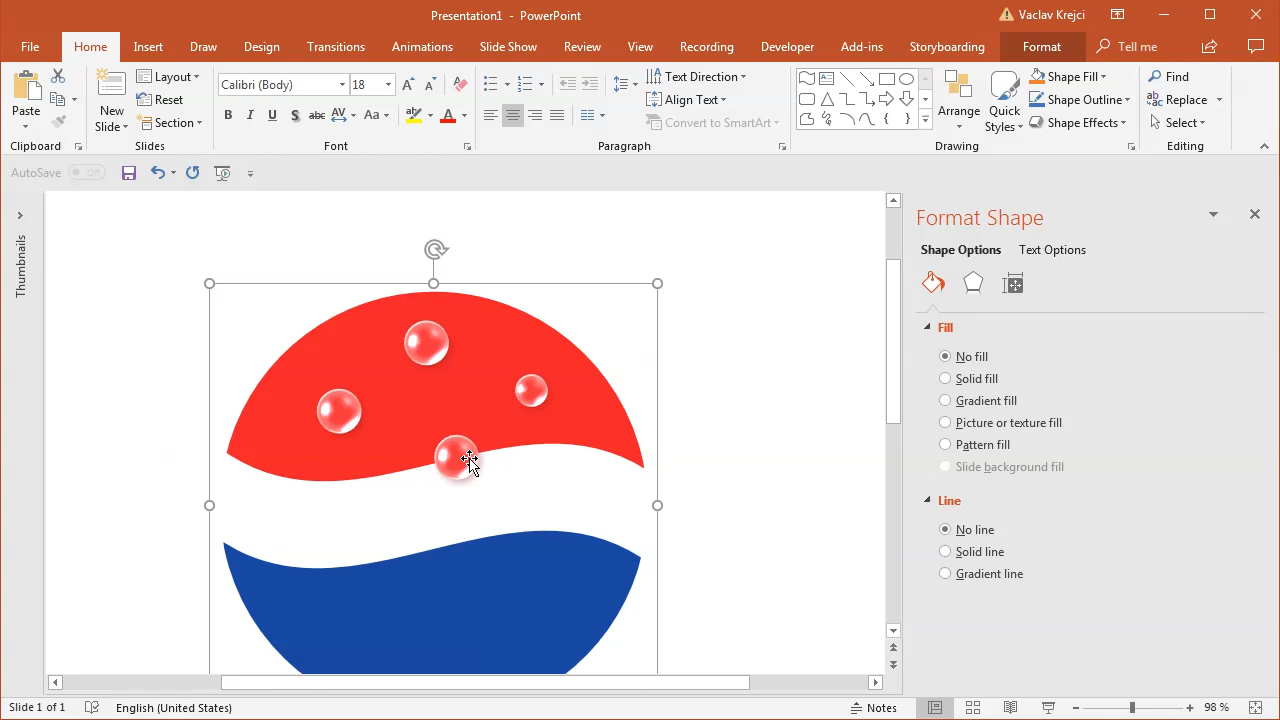 Presentation1 - PowerPoint
Vaclav Krejci
File Home Insert Draw Design Transitions Animations Slide Show Review View Recording Developer Add-ins Storyboarding Format Tell me
Paste
New Slide
Layout
Reset
Section
Calibri (Body) 18
B I U S abc AV Aa A A
Text Direction
Align Text
Convert to SmartArt
Arrange
Quick Styles
Shape Fill
Shape Outline
Shape Effects
Find
Replace
Select
Clipboard Slides Font Paragraph Drawing Editing
AutoSave Off
Thumbnails
Format Shape
Shape Options Text Options
Fill
No fill
Solid fill
Gradient fill
Picture or texture fill
Pattern fill
Slide background fill
Line
No line
Solid line
Gradient line
Slide 1 of 1 English (United States) Notes 98 %